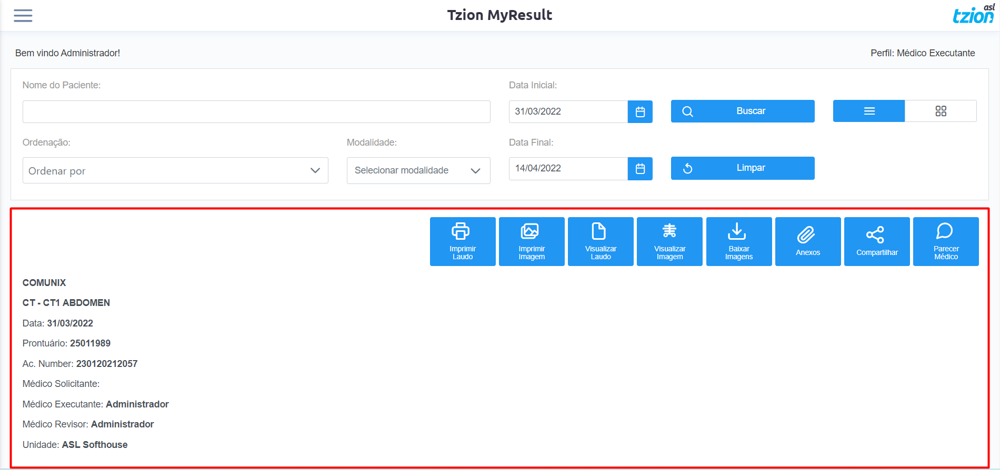 Tzion MyResult
asl
tzion
Bem vindo Administrador!
Perfil: Médico Executante
Nome do Paciente:
Data Inicial:
31/03/2022
Buscar
Ordenação:
Modalidade:
Data Final:
Ordenar por
Selecionar modalidade
14/04/2022
Limpar
Imprimir
Laudo
Imprimir
Imagem
Visualizar
Laudo
Visualizar
Imagem
Baixar
Imagens
Anexos
Compartilhar
Parecer
Médico
COMUNIX
CT - CT1 ABDOMEN
Data: 31/03/2022
Prontuário: 25011989
Ac. Number: 230120212057
Médico Solicitante:
Médico Executante: Administrador
Médico Revisor: Administrador
Unidade: ASL Softhouse